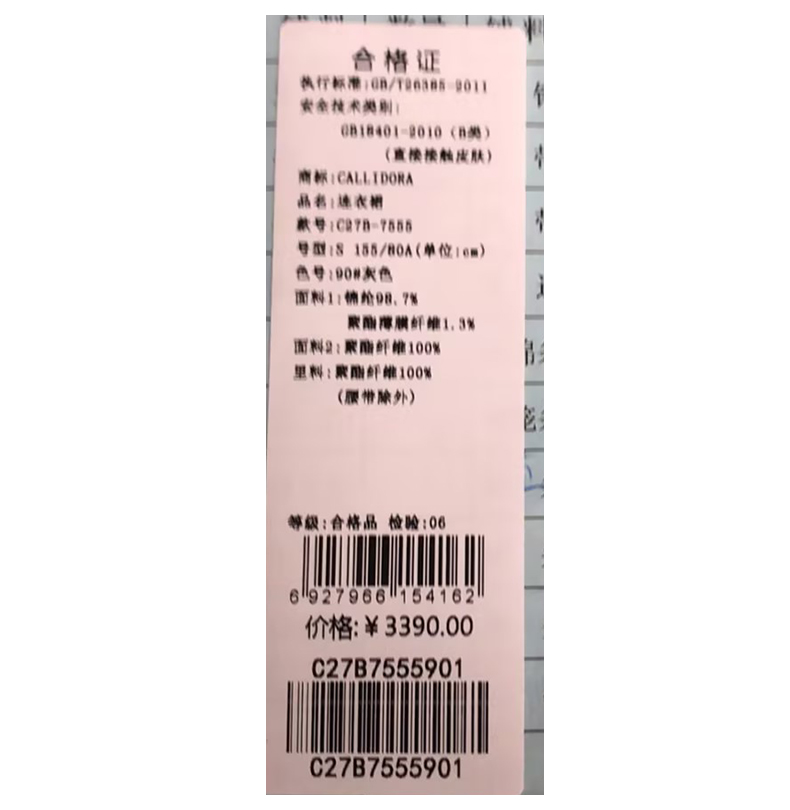 合格证
执行标准:GB/T26385-2011
安全技术类别:
GB18401-2010（B类）
（直接接触皮肤）
商标:CALLIDORA
品名:连衣裙
款号:C27B-7555
号型:S 155/80A(单位:cm)
色号:90#灰色
面料1:锦纶98.7%
聚酯薄膜纤维1.3%
面料2:聚酯纤维100%
里料:聚酯纤维100%
（腰带除外）
等级:合格品 检验:06
6 927966 154162
价格:￥3390.00
C27B7555901
C27B7555901